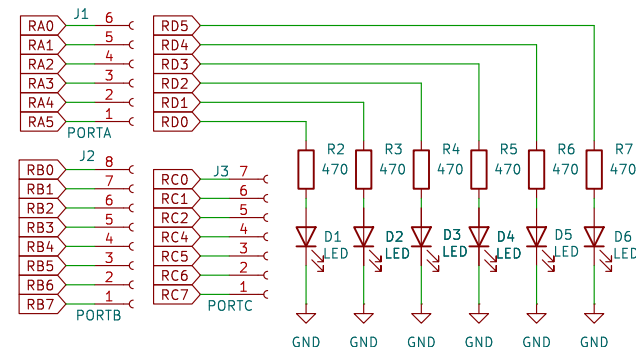 J1
RA0 6 RD5
RA1 5 RD4
RA2 4 RD3
RA3 3 RD2
RA4 2 RD1
RA5 1 RD0
PORTA
R2 R3 R4 R5 R6 R7
470 470 470 470 470 470
J2 J3
RB0 8
RB1 7
RB2 6
RB3 5
RB4 4
RB5 3
RB6 2
RB7 1
PORTB
RC0 7
RC1 6
RC2 5
RC4 4
RC5 3
RC6 2
RC7 1
PORTC
D1 D2 D3 D4 D5 D6
LED LED LED LED LED LED
GND GND GND GND GND GND